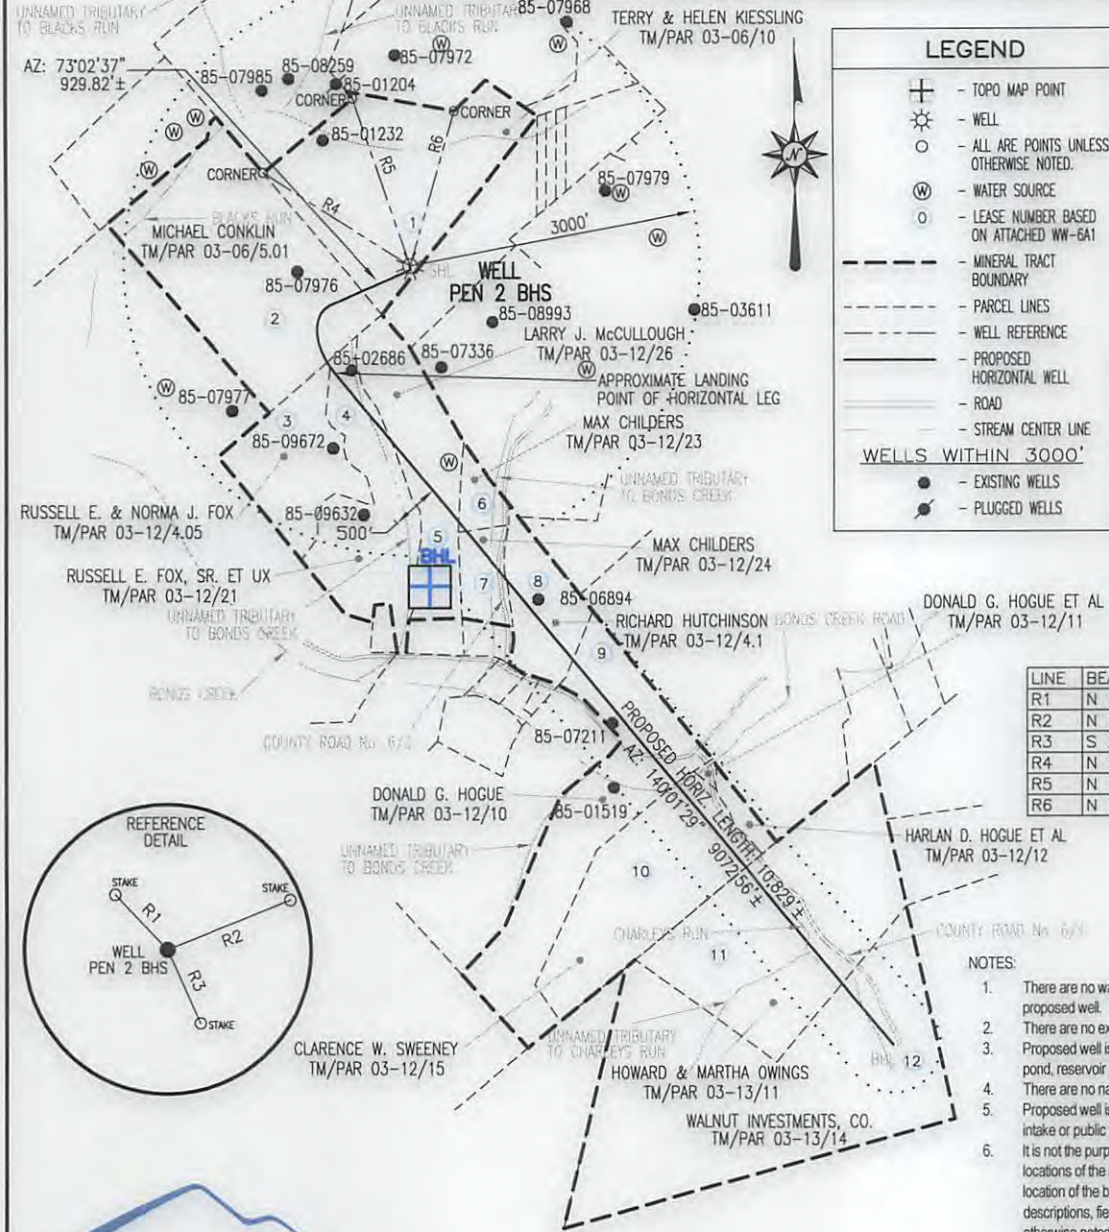 UNNAMED TRIBUTARY
TO BLACKS RUN
UNNAMED TRIBUTARY
TO BLACKS RUN
85-07968
TERRY & HELEN KIESSLING
TM/PAR 03-06/10
AZ: 73°02'37"
929.82'±
85-07985
85-08259
85-07972
85-01204
CORNER
CORNER
85-01232
CORNER
R5
R6
R4
85-07979
BLACKS RUN
MICHAEL CONKLIN
TM/PAR 03-06/5.01
1
3000'
SHL
WELL
PEN 2 BHS
85-07976
2
85-08993
85-03611
LARRY J. McCULLOUGH
TM/PAR 03-12/26
85-02686
85-07336
APPROXIMATE LANDING
POINT OF HORIZONTAL LEG
85-07977
3
4
MAX CHILDERS
TM/PAR 03-12/23
85-09672
UNNAMED TRIBUTARY
TO BONDS CREEK
6
RUSSELL E. & NORMA J. FOX
TM/PAR 03-12/4.05
85-09632
500'
5
BHL
MAX CHILDERS
TM/PAR 03-12/24
RUSSELL E. FOX, SR. ET UX
TM/PAR 03-12/21
7
8
85-06894
UNNAMED TRIBUTARY
TO BONDS CREEK
RICHARD HUTCHINSON
TM/PAR 03-12/4.1
BONDS CREEK ROAD
DONALD G. HOGUE ET AL
TM/PAR 03-12/11
9
BONDS CREEK
COUNTY ROAD No. 6/
85-07211
PROPOSED HORIZ. LENGTH: 10,829'±
AZ: 140°01'29"
9072.56'±
DONALD G. HOGUE
TM/PAR 03-12/10
85-01519
UNNAMED TRIBUTARY
TO BONDS CREEK
HARLAN D. HOGUE ET AL
TM/PAR 03-12/12
10
CHARLEYS RUN
COUNTY ROAD No. 6/
11
UNNAMED TRIBUTARY
TO CHARLEYS RUN
CLARENCE W. SWEENEY
TM/PAR 03-12/15
HOWARD & MARTHA OWINGS
TM/PAR 03-13/11
BHL
12
WALNUT INVESTMENTS, CO.
TM/PAR 03-13/14
REFERENCE
DETAIL
STAKE
STAKE
R1
R2
WELL
PEN 2 BHS
R3
STAKE
LEGEND
- TOPO MAP POINT
- WELL
- ALL ARE POINTS UNLESS
OTHERWISE NOTED.
W - WATER SOURCE
0 - LEASE NUMBER BASED
ON ATTACHED WW-6A1
- MINERAL TRACT
BOUNDARY
- PARCEL LINES
- WELL REFERENCE
- PROPOSED
HORIZONTAL WELL
- ROAD
- STREAM CENTER LINE
WELLS WITHIN 3000'
- EXISTING WELLS
- PLUGGED WELLS
LINE BEA
R1 N
R2 N
R3 S
R4 N
R5 N
R6 N
NOTES:
1. There are no wa
proposed well.
2. There are no ex
3. Proposed well is
pond, reservoir
4. There are no na
5. Proposed well is
intake or public
6. It is not the purp
locations of the
location of the b
descriptions, fie
otherwise noted